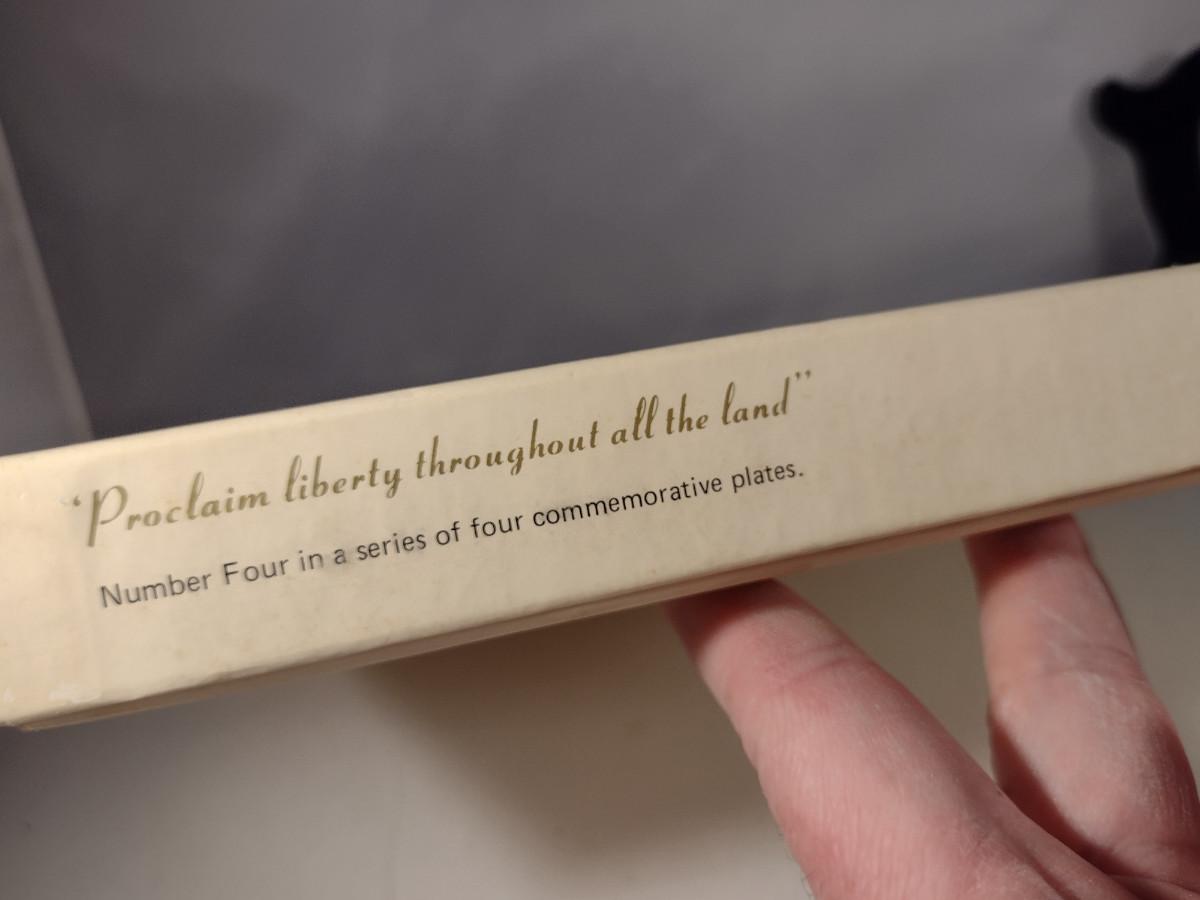 “Proclaim liberty throughout all the land”
Number Four in a series of four commemorative plates.